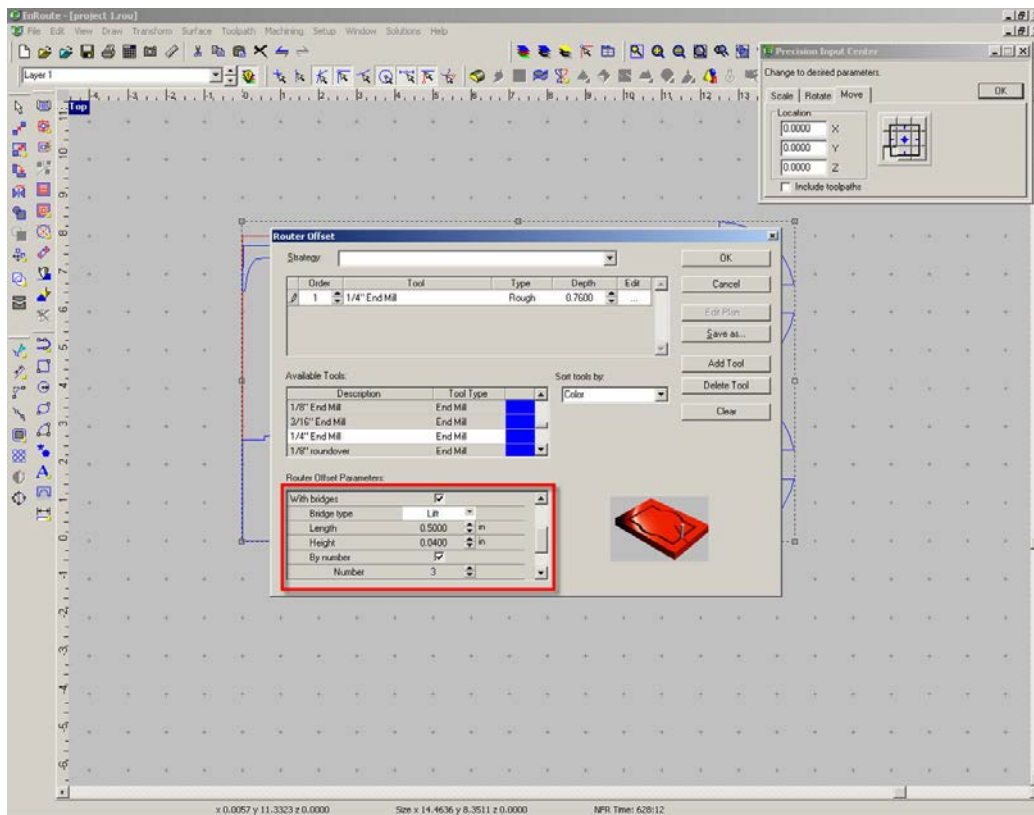 EnRoute - [project 1.rou]
File Edit View Draw Transform Surface Toolpath Machining Setup Window Solutions Help
Layer 1
Precision Input Center
Change to desired parameters.
Scale Rotate Move
OK
Location
0.0000 X
0.0000 Y
0.0000 Z
Include toolpaths
Top
Router Offset
Strategy:
OK
Order Tool Type Depth Edit
1 1/4" End Mill Rough 0.7600 ...
Cancel
Edit Plan
Save as...
Add Tool
Delete Tool
Clear
Available Tools:
Sort tools by:
Color
Description Tool Type
1/8" End Mill End Mill
3/16" End Mill End Mill
1/4" End Mill End Mill
1/8" roundover End Mill
Router Offset Parameters:
With bridges
Bridge type Lift
Length 0.5000 in
Height 0.0400 in
By number
Number 3
x 0.0057 y 11.3323 z 0.0000 Size x 14.4636 y 8.3511 z 0.0000 NFR Time: 628:12